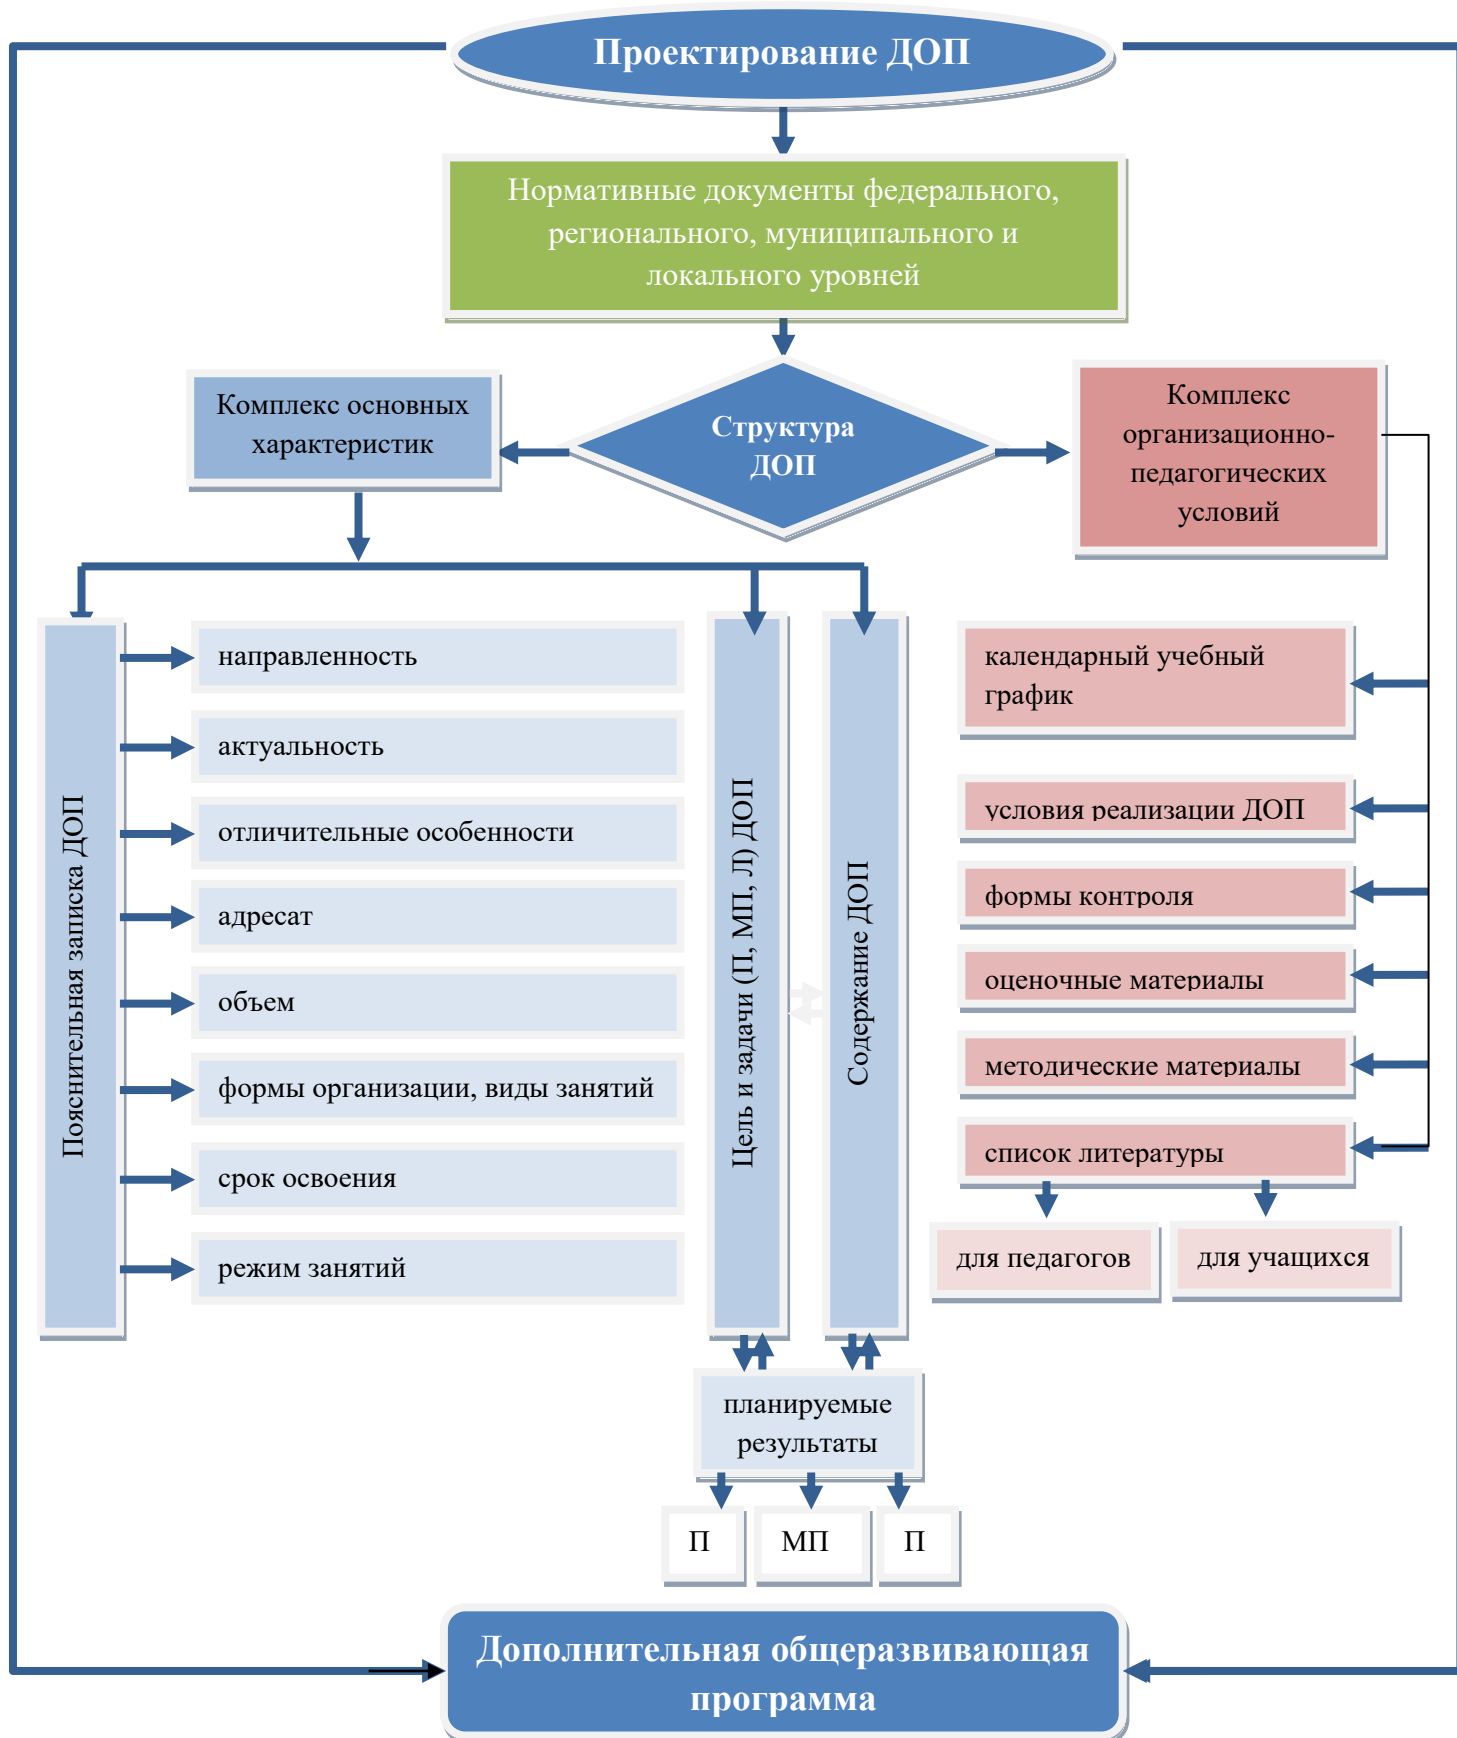 Проектирование ДОП
Нормативные документы федерального,
регионального, муниципального и
локального уровней
Комплекс основных
характеристик
Структура
ДОП
Комплекс
организационно-
педагогических
условий
Пояснительная записка ДОП
направленность
актуальность
отличительные особенности
адресат
объем
формы организации, виды занятий
срок освоения
режим занятий
Цель и задачи (П, МП, Л) ДОП
Содержание ДОП
календарный учебный
график
условия реализации ДОП
формы контроля
оценочные материалы
методические материалы
список литературы
для педагогов
для учащихся
планируемые
результаты
П
МП
П
Дополнительная общеразвивающая
программа